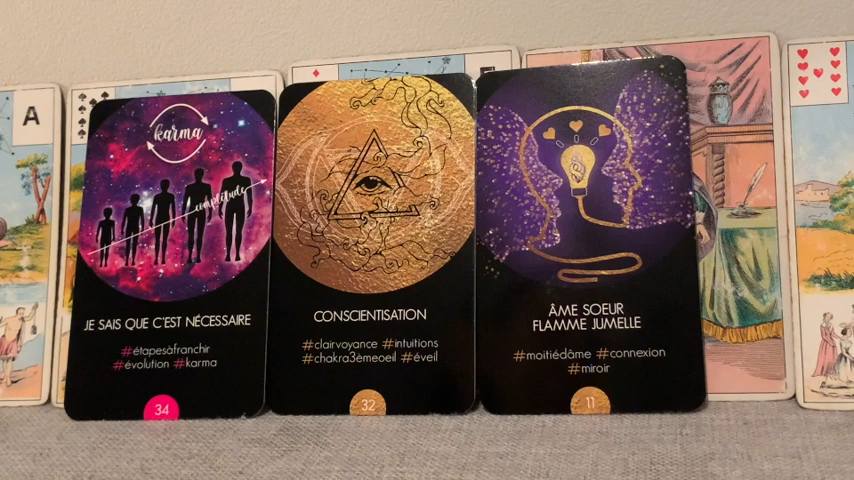 A
karma
complétude
JE SAIS QUE C'EST NÉCESSAIRE
#étapesàfranchir
#évolution #karma
34
CONSCIENTISATION
#clairvoyance #intuitions
#chakra3èmeoeil #éveil
32
ÂME SOEUR
FLAMME JUMELLE
#moitiédâme #connexion
#miroir
11